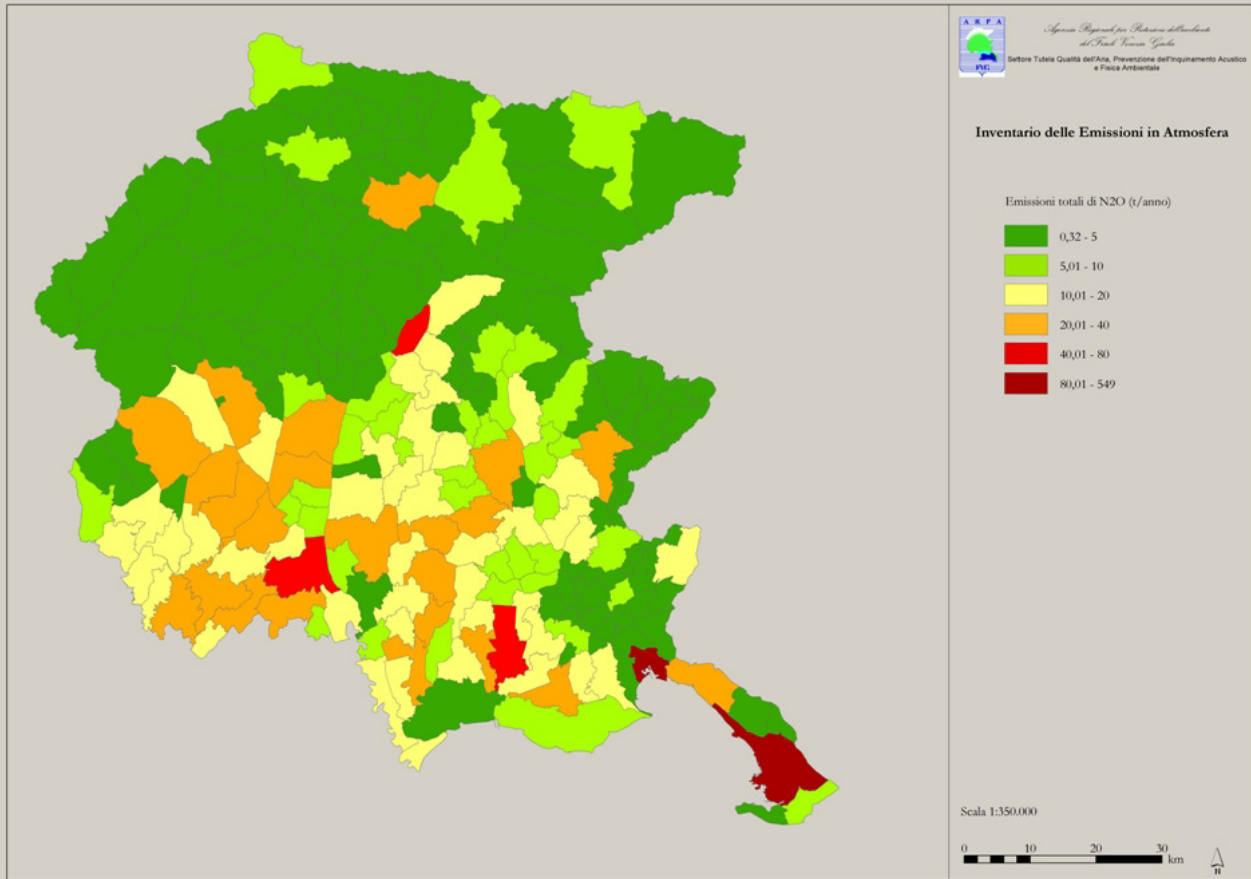 A R P A
FVG
Agenzia Regionale per Protezione dell'ambiente
del Friuli Venezia Giulia
Settore Tutela Qualità dell'Aria, Prevenzione dell'Inquinamento Acustico
e Fisica Ambientale
Inventario delle Emissioni in Atmosfera
Emissioni totali di N2O (t/anno)
0,32 - 5
5,01 - 10
10,01 - 20
20,01 - 40
40,01 - 80
80,01 - 549
Scala 1:350.000
0 10 20 30
km
N